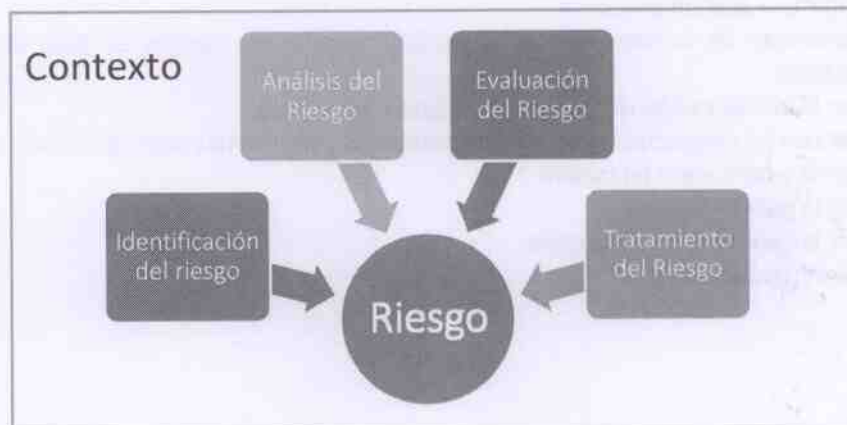 Contexto
Análisis del
Riesgo
Evaluación
del Riesgo
Identificación
del riesgo
Tratamiento
del Riesgo
Riesgo